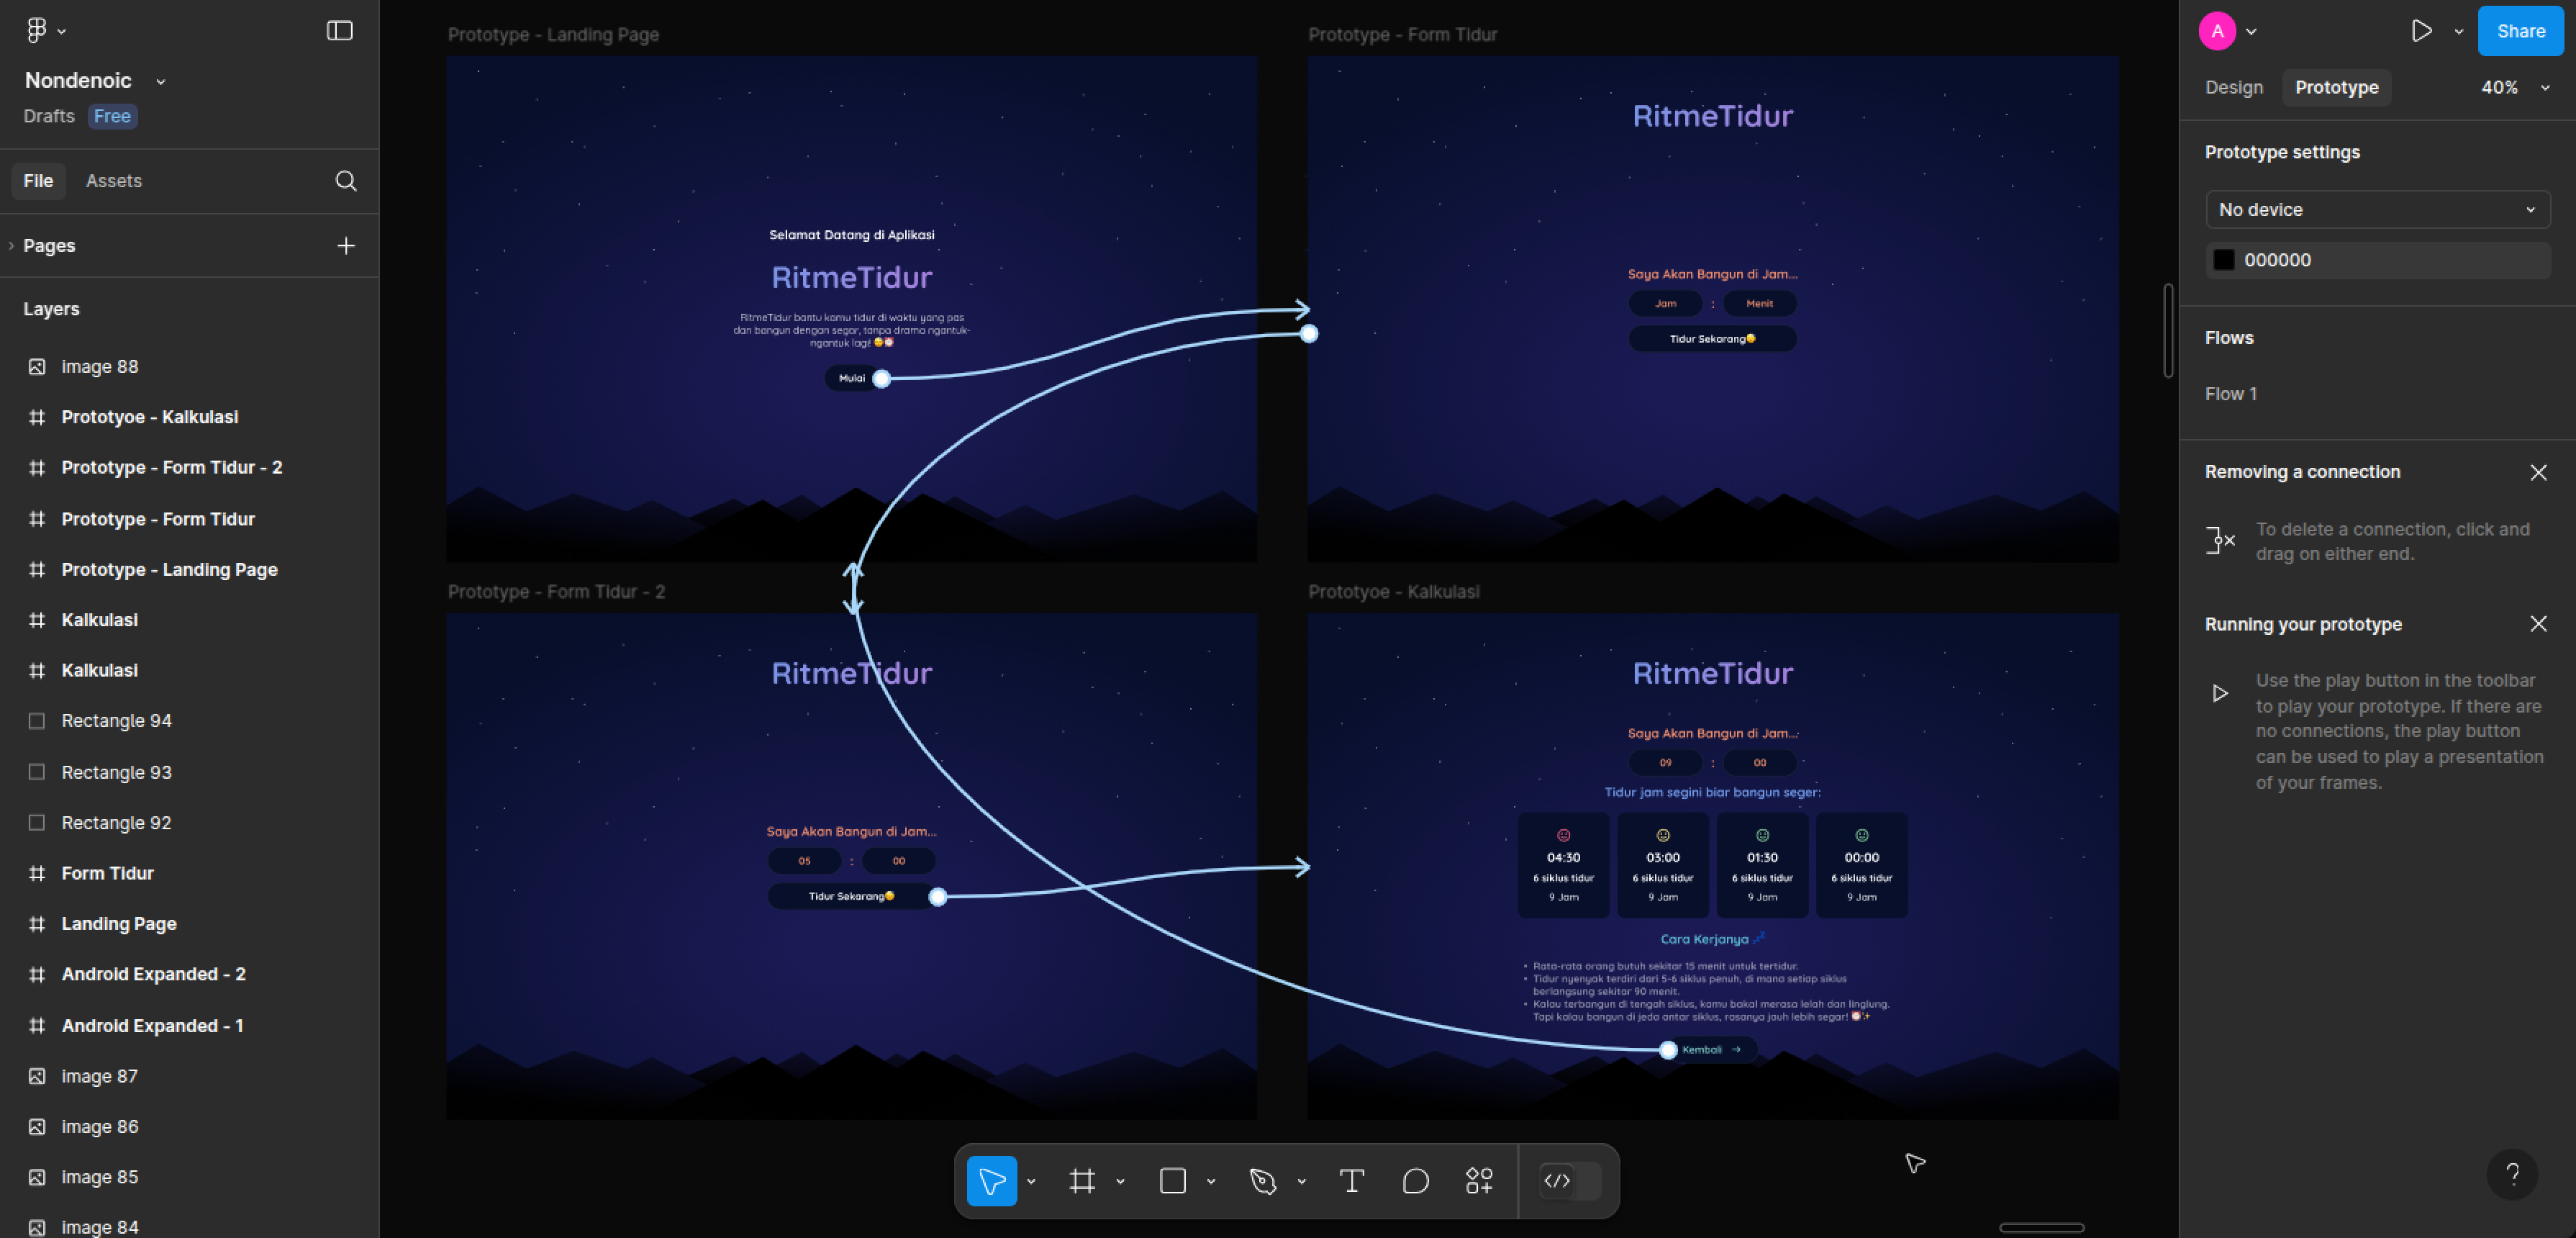 Nondenoic
Drafts Free
File Assets
Pages
Layers
image 88
Prototyoe - Kalkulasi
Prototype - Form Tidur - 2
Prototype - Form Tidur
Prototype - Landing Page
Kalkulasi
Kalkulasi
Rectangle 94
Rectangle 93
Rectangle 92
Form Tidur
Landing Page
Android Expanded - 2
Android Expanded - 1
image 87
image 86
image 85
image 84
Prototype - Landing Page
Selamat Datang di Aplikasi
RitmeTidur
RitmeTidur bantu kamu tidur di waktu yang pas
dan bangun dengan segar, tanpa drama ngantuk-
ngantuk lagi! 😴⏰
Mulai
Prototype - Form Tidur
RitmeTidur
Saya Akan Bangun di Jam...
Jam : Menit
Tidur Sekarang😴
Prototype - Form Tidur - 2
RitmeTidur
Saya Akan Bangun di Jam...
05 : 00
Tidur Sekarang😴
Prototyoe - Kalkulasi
RitmeTidur
Saya Akan Bangun di Jam...
09 : 00
Tidur jam segini biar bangun seger:
04:30 03:00 01:30 00:00
6 siklus tidur 6 siklus tidur 6 siklus tidur 6 siklus tidur
9 Jam 9 Jam 9 Jam 9 Jam
Cara Kerjanya 💤
• Rata-rata orang butuh sekitar 15 menit untuk tertidur.
• Tidur nyenyak terdiri dari 5-6 siklus penuh, di mana setiap siklus
berlangsung sekitar 90 menit.
• Kalau terbangun di tengah siklus, kamu bakal merasa lelah dan linglung.
Tapi kalau bangun di jeda antar siklus, rasanya jauh lebih segar! ⏰✨
Kembali →
A
Share
Design Prototype 40%
Prototype settings
No device
000000
Flows
Flow 1
Removing a connection
To delete a connection, click and
drag on either end.
Running your prototype
Use the play button in the toolbar
to play your prototype. If there are
no connections, the play button
can be used to play a presentation
of your frames.
?